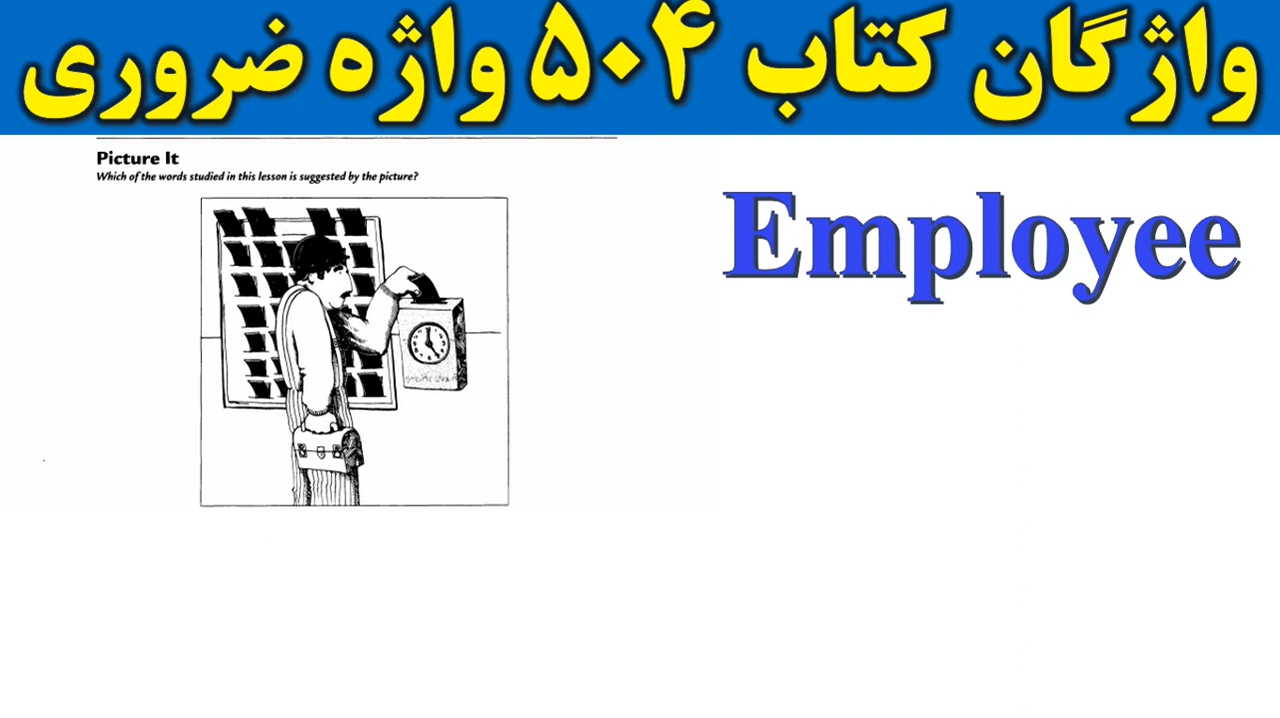 واژگان کتاب ۵۰۴ واژه ضروری
Picture It
Which of the words studied in this lesson is suggested by the picture?
Employee